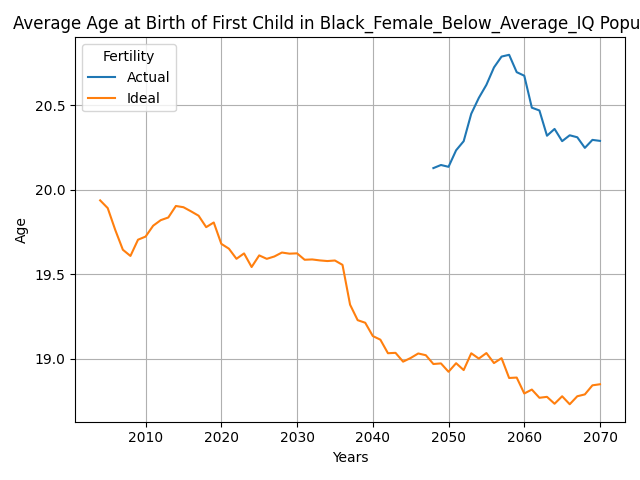 Average Age at Birth of First Child in Black_Female_Below_Average_IQ Popu
Fertility
Actual
Ideal
20.5
20.0
19.5
19.0
Age
2010 2020 2030 2040 2050 2060 2070
Years